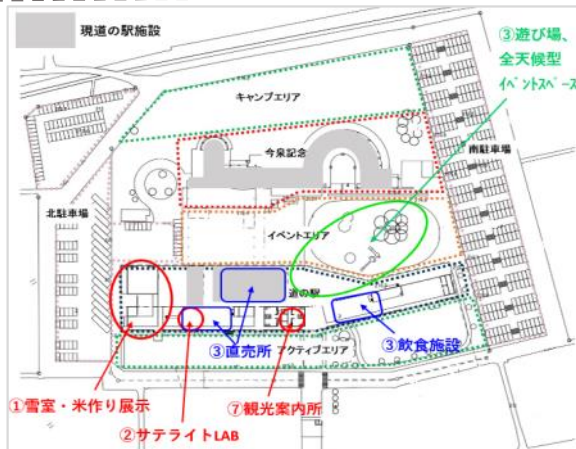 現道の駅施設
③遊び場、
全天候型
イベントスペース
キャンプエリア
今泉記念
南駐車場
北駐車場
イベントエリア
道の駅
③直売所
③飲食施設
アクティブエリア
①雪室・米作り展示
⑦観光案内所
②サテライトLAB